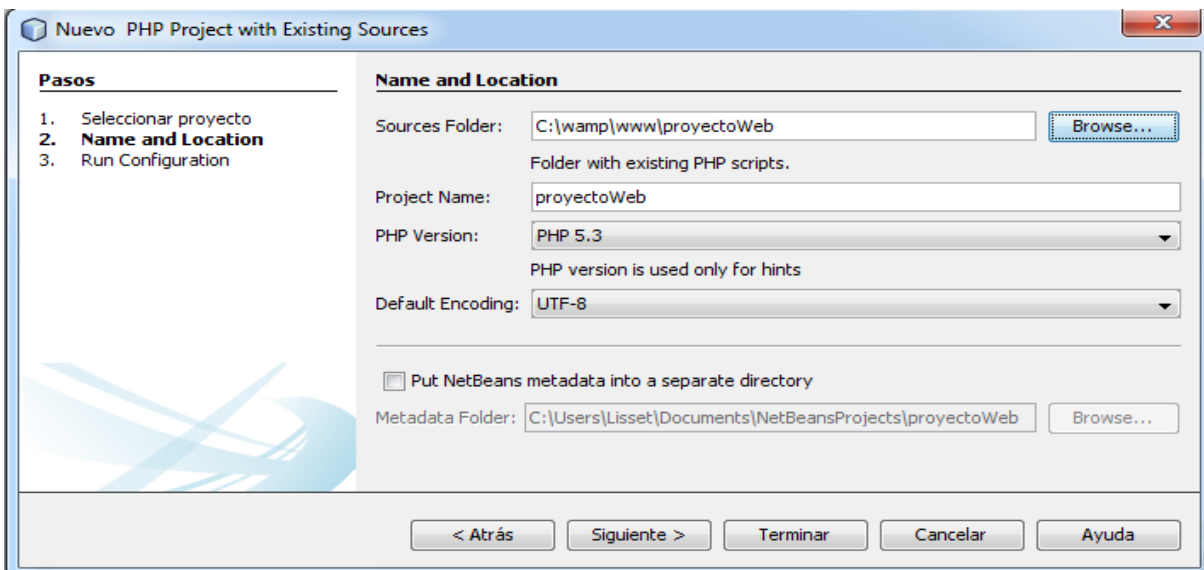 Nuevo PHP Project with Existing Sources
Pasos
1. Seleccionar proyecto
2. Name and Location
3. Run Configuration
Name and Location
Sources Folder: C:\wamp\www\proyectoWeb Browse...
Folder with existing PHP scripts.
Project Name: proyectoWeb
PHP Version: PHP 5.3
PHP version is used only for hints
Default Encoding: UTF-8
Put NetBeans metadata into a separate directory
Metadata Folder: C:\Users\Lisset\Documents\NetBeansProjects\proyectoWeb Browse...
< Atrás Siguiente > Terminar Cancelar Ayuda